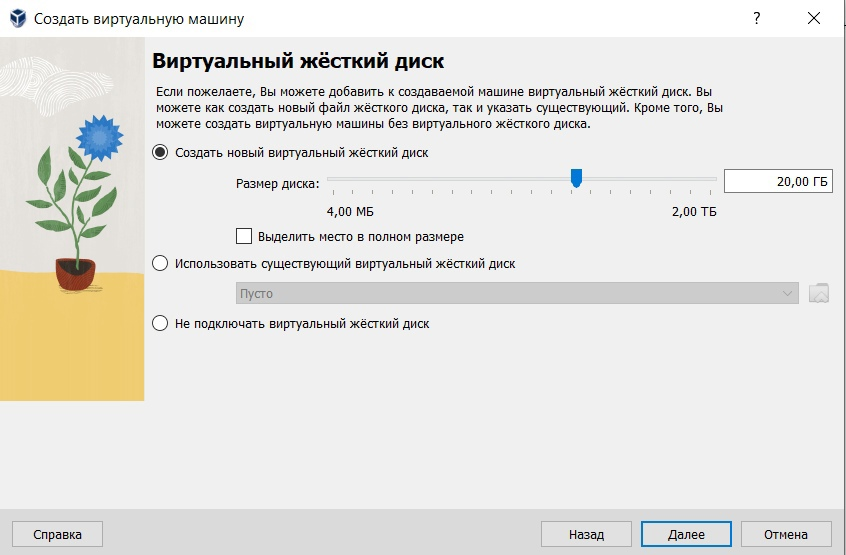 Создать виртуальную машину
?
Виртуальный жёсткий диск
Если пожелаете, Вы можете добавить к создаваемой машине виртуальный жёсткий диск. Вы
можете как создать новый файл жёсткого диска, так и указать существующий. Кроме того, Вы
можете создать виртуальную машины без виртуального жёсткого диска.
Создать новый виртуальный жёсткий диск
Размер диска:
20,00 ГБ
4,00 МБ
2,00 ТБ
Выделить место в полном размере
Использовать существующий виртуальный жёсткий диск
Пусто
Не подключать виртуальный жёсткий диск
Справка
Назад
Далее
Отмена